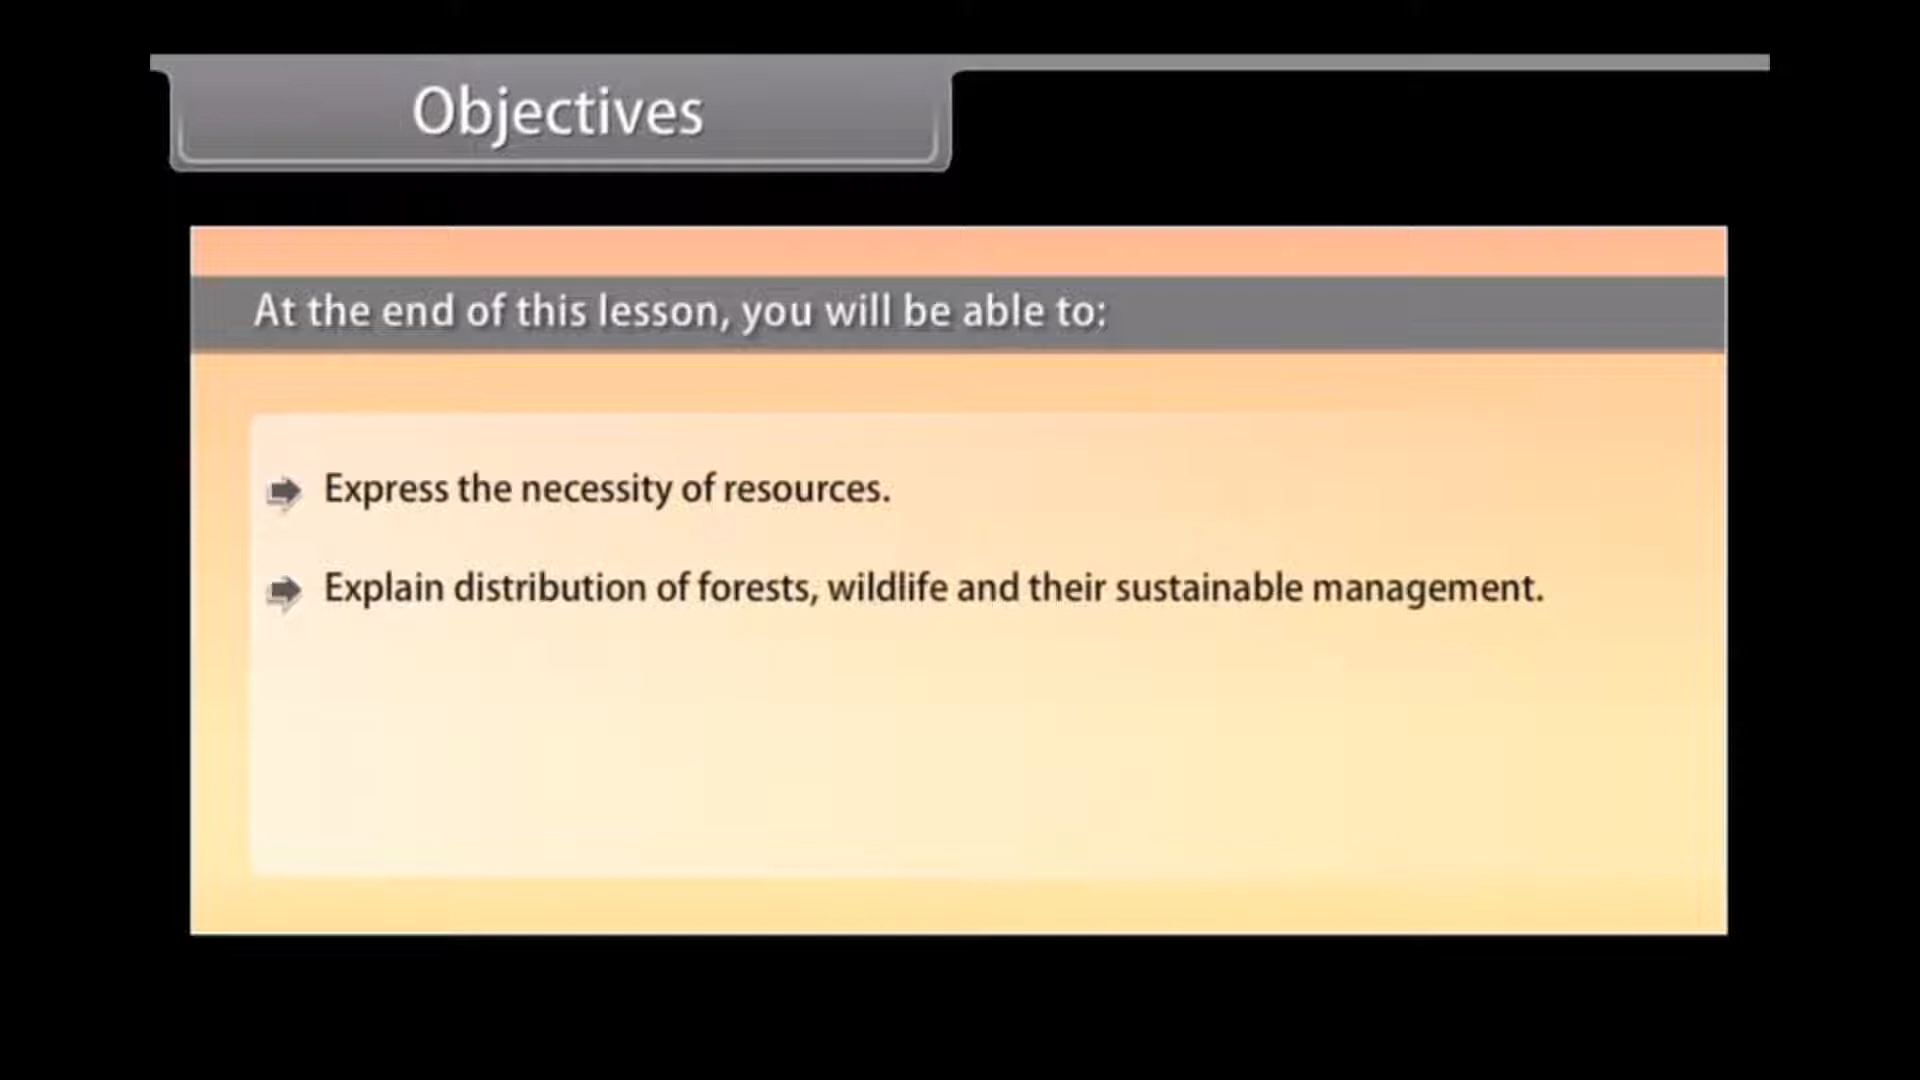 Objectives
At the end of this lesson, you will be able to:
Express the necessity of resources.
Explain distribution of forests, wildlife and their sustainable management.